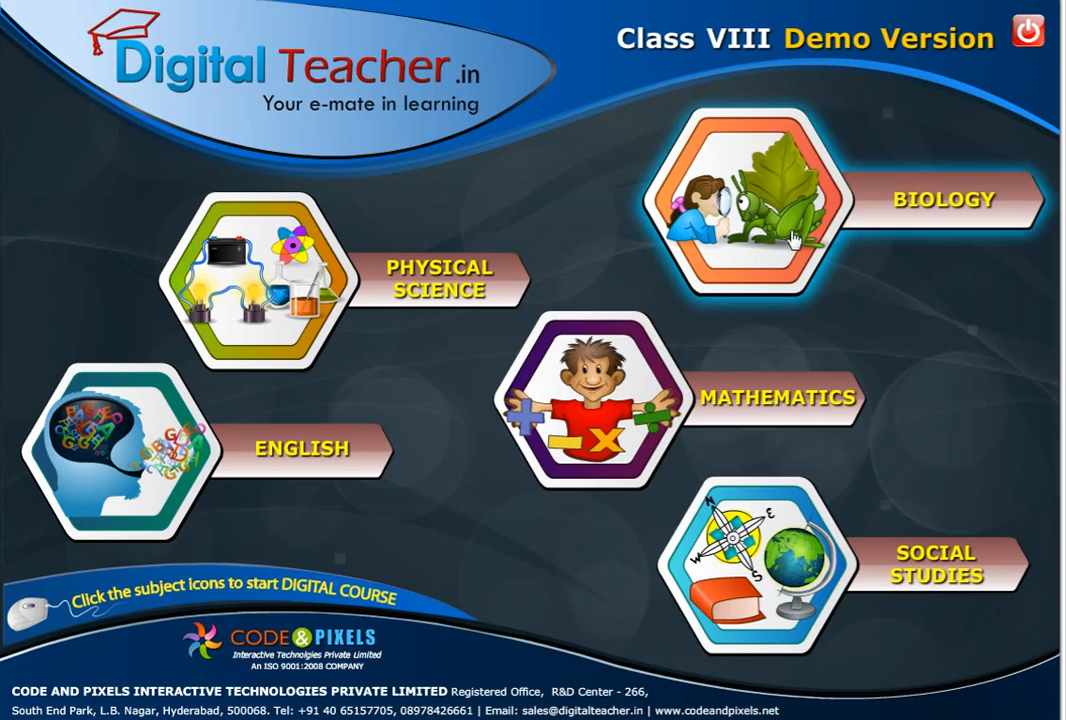 Digital Teacher.in
Your e-mate in learning
Class VIII Demo Version
BIOLOGY
PHYSICAL
SCIENCE
MATHEMATICS
ENGLISH
N
E
W
S
SOCIAL
STUDIES
Click the subject icons to start DIGITAL COURSE
CODE & PIXELS
Interactive Technolgies Private Limited
An ISO 9001:2008 COMPANY
CODE AND PIXELS INTERACTIVE TECHNOLOGIES PRIVATE LIMITED Registered Office, R&D Center - 266,
South End Park, L.B. Nagar, Hyderabad, 500068. Tel: +91 40 65157705, 08978426661 | Email: sales@digitalteacher.in | www.codeandpixels.net